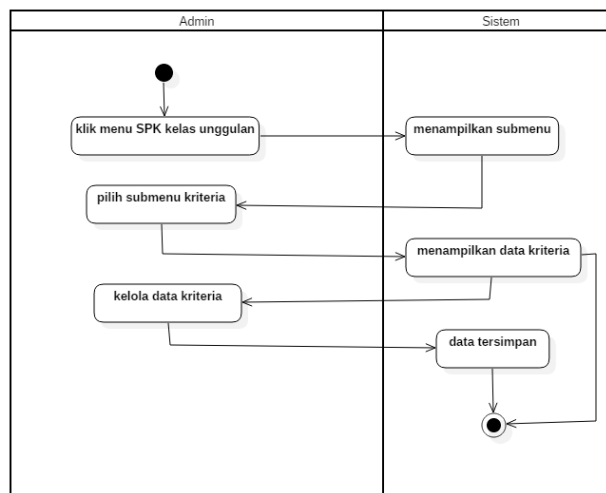 Admin
Sistem
klik menu SPK kelas unggulan
menampilkan submenu
pilih submenu kriteria
menampilkan data kriteria
kelola data kriteria
data tersimpan